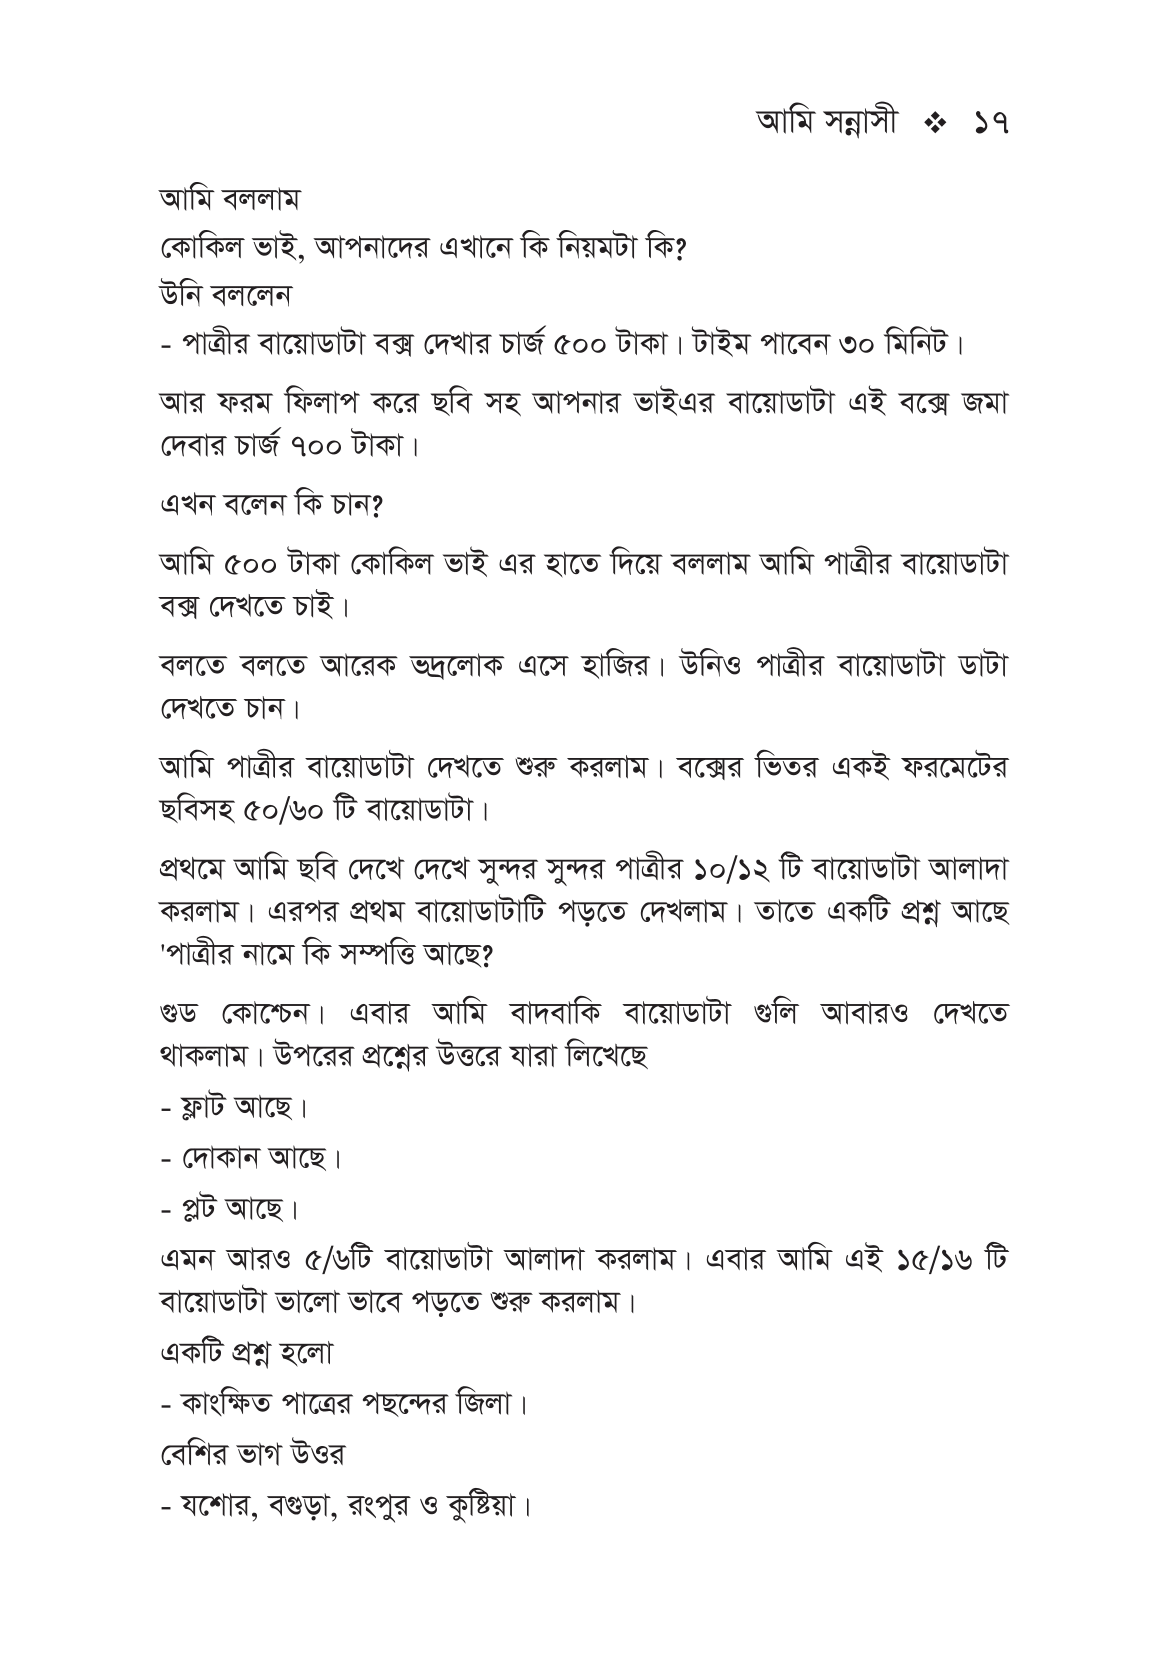 আমি সন্নাসী ❖ ১৭
আমি বললাম
কোকিল ভাই, আপনাদের এখানে কি নিয়মটা কি?
উনি বললেন
- পাত্রীর বায়োডাটা বক্স দেখার চার্জ ৫০০ টাকা। টাইম পাবেন ৩০ মিনিট।
আর ফরম ফিলাপ করে ছবি সহ আপনার ভাইএর বায়োডাটা এই বক্সে জমা
দেবার চার্জ ৭০০ টাকা।
এখন বলেন কি চান?
আমি ৫০০ টাকা কোকিল ভাই এর হাতে দিয়ে বললাম আমি পাত্রীর বায়োডাটা
বক্স দেখতে চাই।
বলতে বলতে আরেক ভদ্রলোক এসে হাজির। উনিও পাত্রীর বায়োডাটা ডাটা
দেখতে চান।
আমি পাত্রীর বায়োডাটা দেখতে শুরু করলাম। বক্সের ভিতর একই ফরমেটের
ছবিসহ ৫০/৬০ টি বায়োডাটা।
প্রথমে আমি ছবি দেখে দেখে সুন্দর সুন্দর পাত্রীর ১০/১২ টি বায়োডাটা আলাদা
করলাম। এরপর প্রথম বায়োডাটাটি পড়তে দেখলাম। তাতে একটি প্রশ্ন আছে
'পাত্রীর নামে কি সম্পত্তি আছে?
গুড কোশ্চেন। এবার আমি বাদবাকি বায়োডাটা গুলি আবারও দেখতে
থাকলাম। উপরের প্রশ্নের উত্তরে যারা লিখেছে
- ফ্লাট আছে।
- দোকান আছে।
- প্লট আছে।
এমন আরও ৫/৬টি বায়োডাটা আলাদা করলাম। এবার আমি এই ১৫/১৬ টি
বায়োডাটা ভালো ভাবে পড়তে শুরু করলাম।
একটি প্রশ্ন হলো
- কাংক্ষিত পাত্রের পছন্দের জিলা।
বেশির ভাগ উওর
- যশোর, বগুড়া, রংপুর ও কুষ্টিয়া।